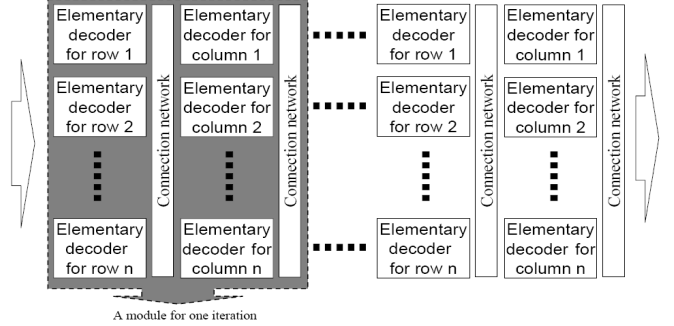 Elementary
decoder
for row 1
Elementary
decoder for
column 1
Elementary
decoder
for row 1
Elementary
decoder for
column 1
Elementary
decoder
for row 2
Elementary
decoder for
column 2
Elementary
decoder
for row 2
Elementary
decoder for
column 2
Elementary
decoder
for row n
Elementary
decoder for
column n
Elementary
decoder
for row n
Elementary
decoder for
column n
Connection network
Connection network
Connection network
Connection network
A module for one iteration